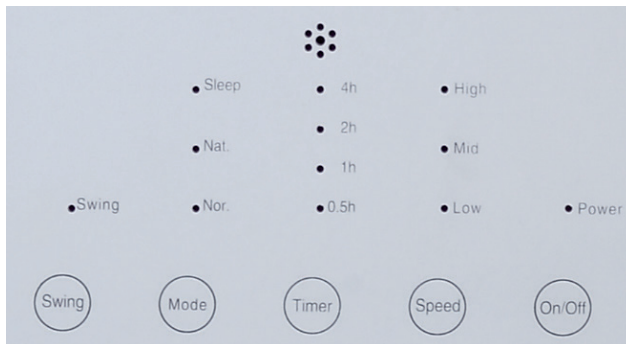 Sleep 4h High
2h
Nat. Mid
1h
Swing Nor. 0.5h Low Power
Swing Mode Timer Speed On/Off